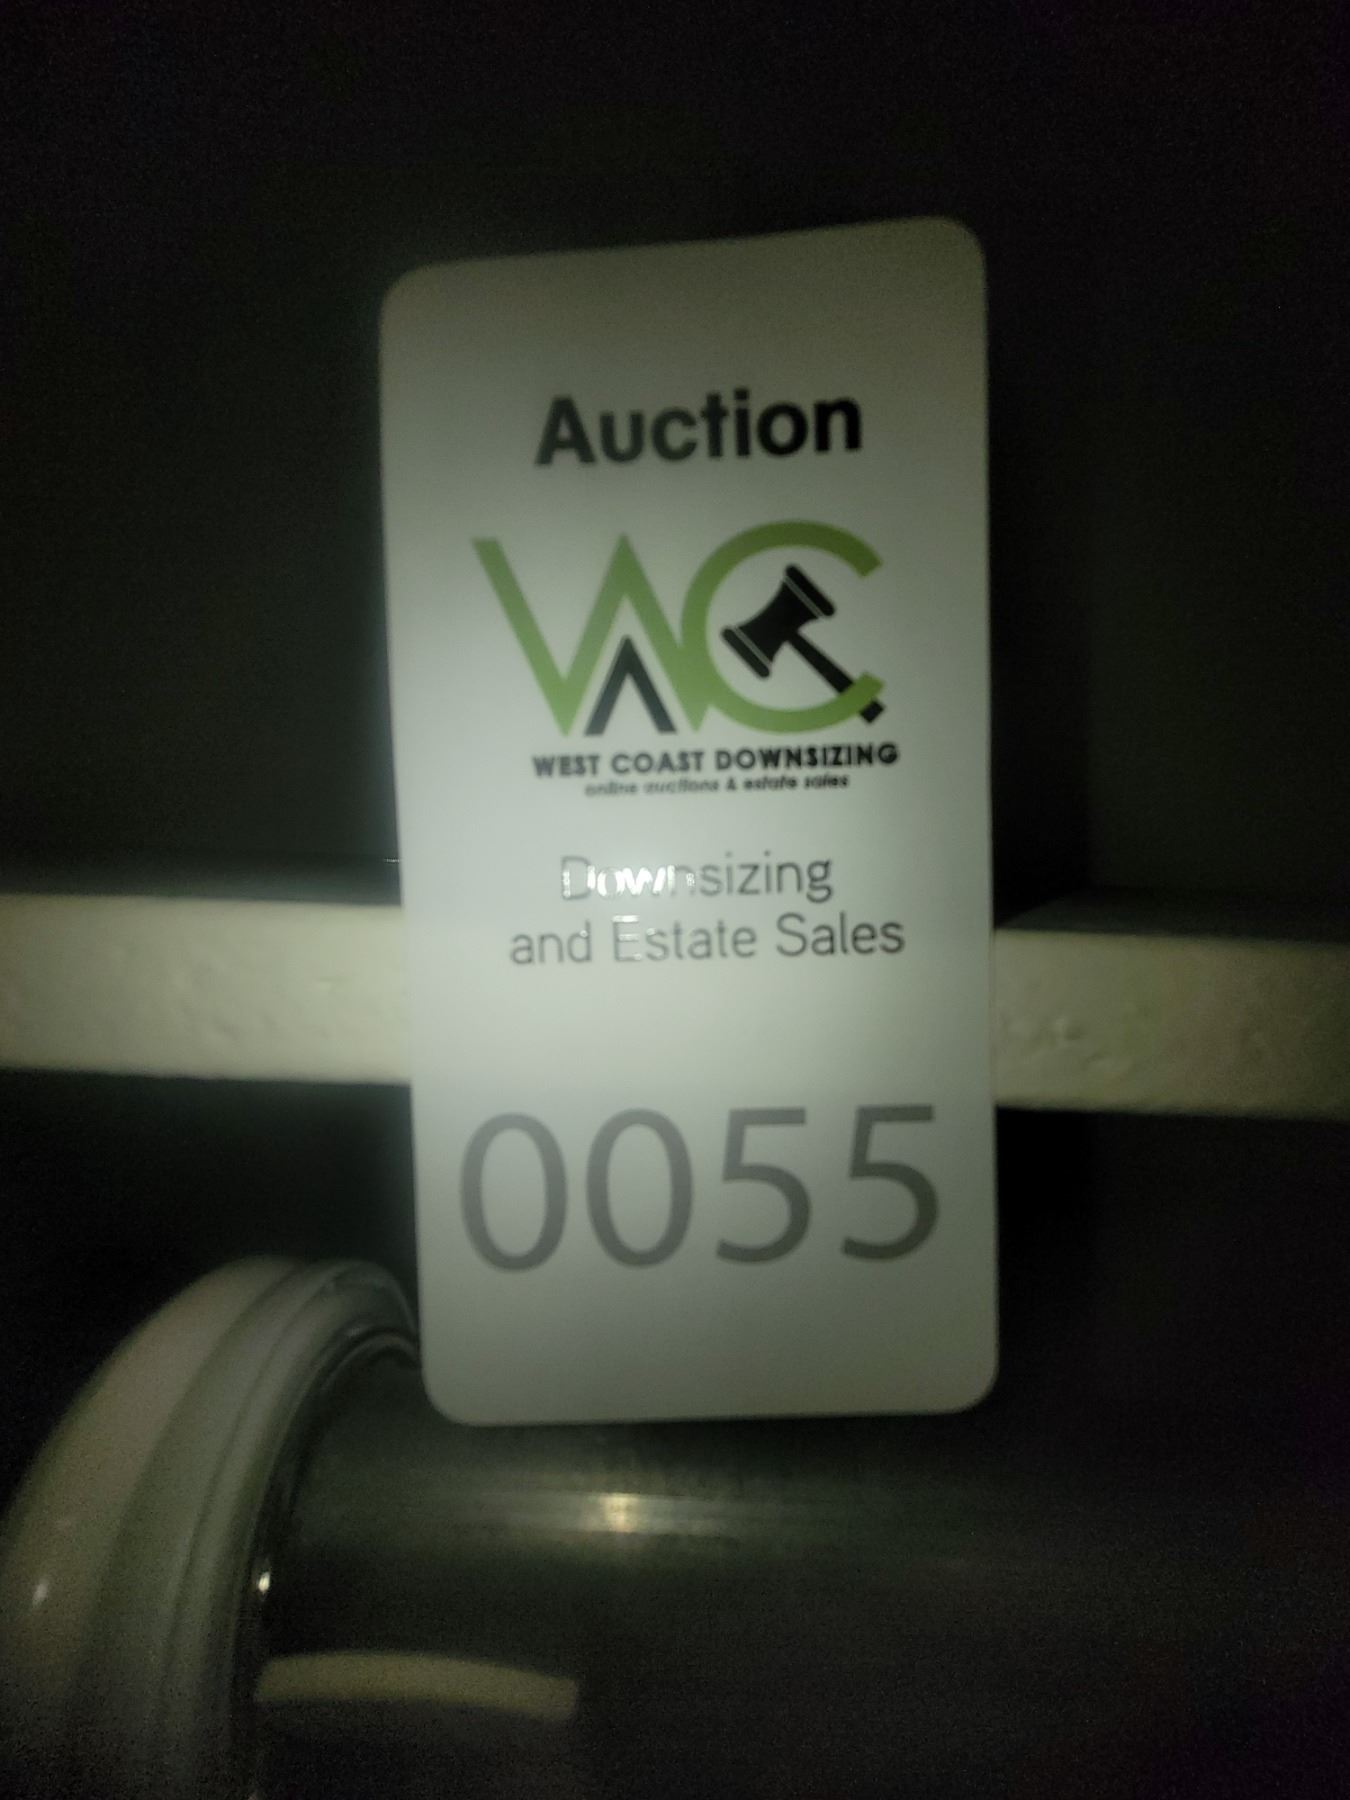 Auction
WC
WEST COAST DOWNSIZING
online auctions & estate sales
Downsizing
and Estate Sales
0055